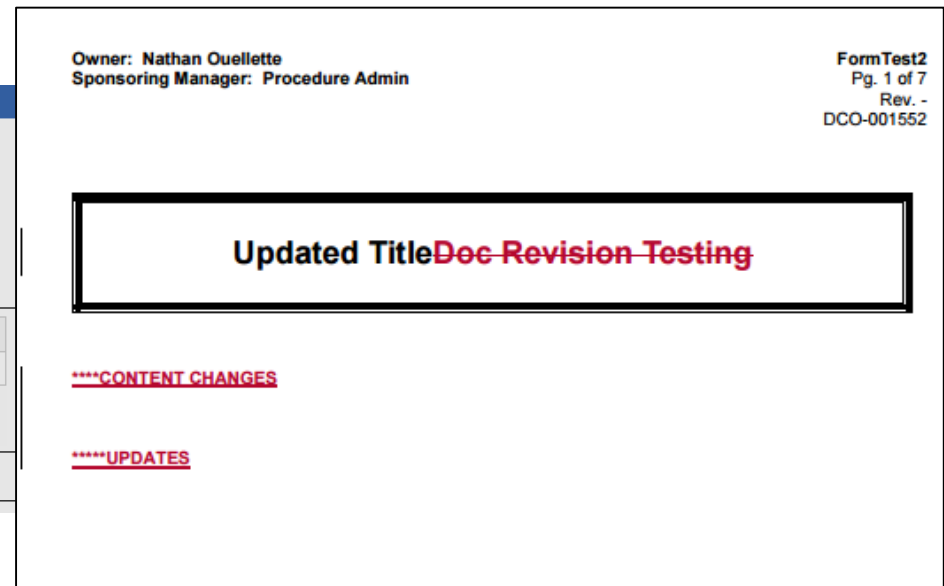 Owner: Nathan Ouellette
Sponsoring Manager: Procedure Admin
FormTest2
Pg. 1 of 7
Rev. -
DCO-001552
Updated TitleDoc Revision Testing
****CONTENT CHANGES
*****UPDATES